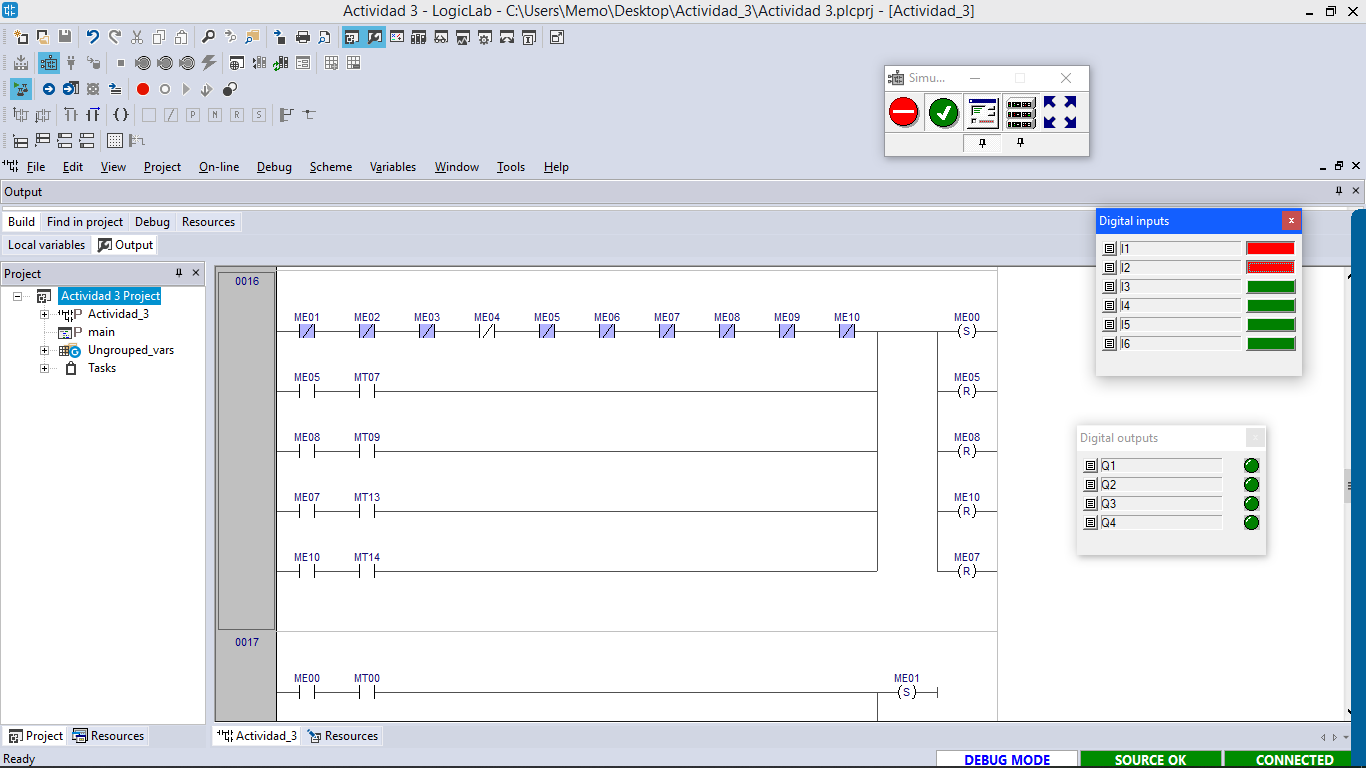 Actividad 3 - LogicLab - C:\Users\Memo\Desktop\Actividad_3\Actividad 3.plcprj - [Actividad_3]
Simu...
File Edit View Project On-line Debug Scheme Variables Window Tools Help
Output
Build Find in project Debug Resources
Local variables Output
Project
Actividad 3 Project
Actividad_3
main
Ungrouped_vars
Tasks
0016
ME01 ME02 ME03 ME04 ME05 ME06 ME07 ME08 ME09 ME10 ME00
S
ME05 MT07 ME05
R
ME08 MT09 ME08
R
ME07 MT13 ME10
R
ME10 MT14 ME07
R
0017
ME00 MT00 ME01
S
Digital inputs
I1
I2
I3
I4
I5
I6
Digital outputs
Q1
Q2
Q3
Q4
Project Resources
Actividad_3 Resources
Ready
DEBUG MODE SOURCE OK CONNECTED